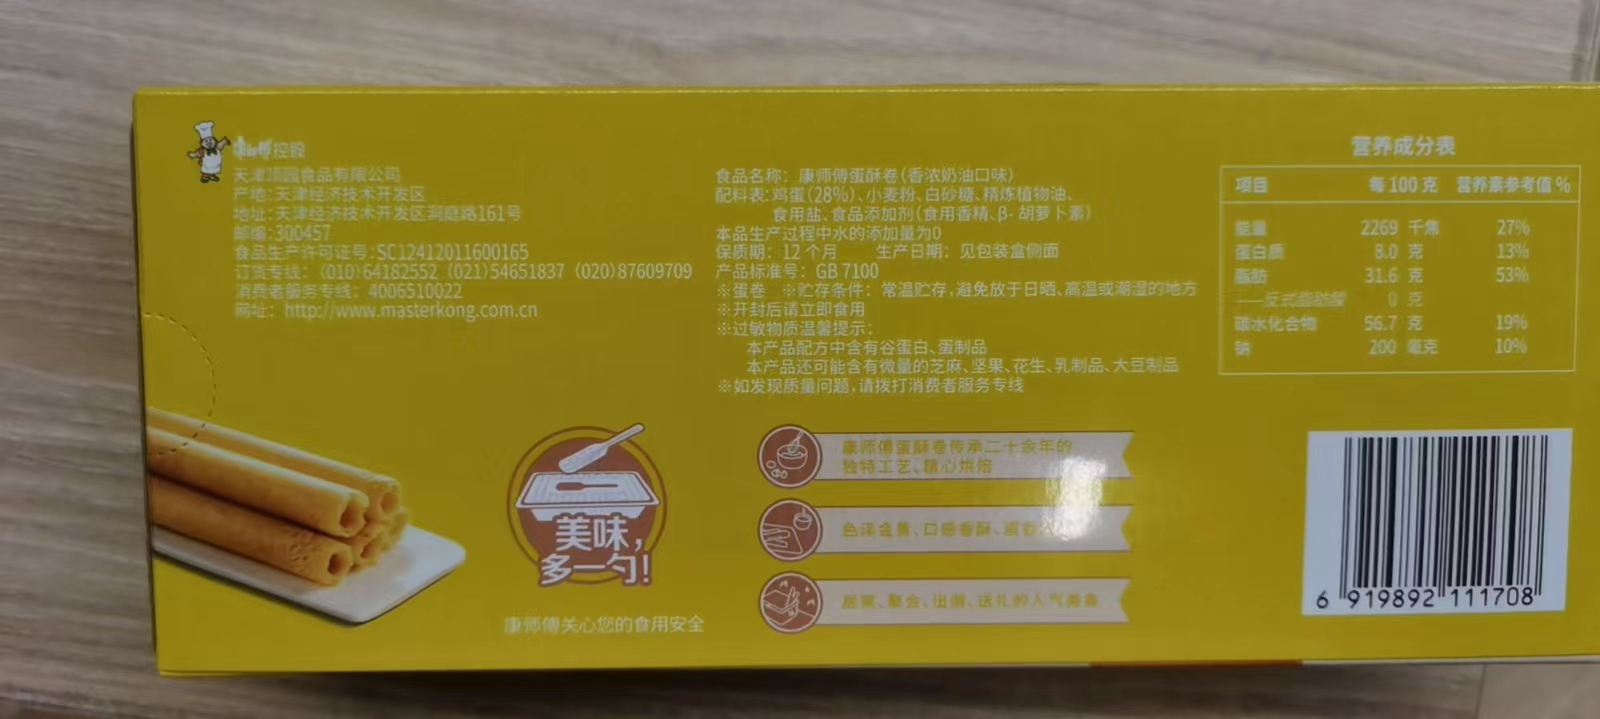 康师傅控股
天津顶园食品有限公司
产地:天津经济技术开发区
地址:天津经济技术开发区洞庭路161号
邮编:300457
食品生产许可证号:SC12412011600165
订货专线:(010)64182552 (021)54651837 (020)87609709
消费者服务专线: 4006510022
网址: http://www.masterkong.com.cn
食品名称: 康师傅蛋酥卷(香浓奶油口味)
配料表:鸡蛋(28%)、小麦粉、白砂糖、精炼植物油、
食用盐、食品添加剂(食用香精、β-胡萝卜素)
本品生产过程中水的添加量为0
保质期: 12个月 生产日期: 见包装盒侧面
产品标准号: GB 7100
※蛋卷 ※贮存条件: 常温贮存,避免放于日晒、高温或潮湿的地方
※开封后请立即食用
※过敏物质温馨提示:
本产品配方中含有谷蛋白、蛋制品
本产品还可能含有微量的芝麻、坚果、花生、乳制品、大豆制品
※如发现质量问题,请拨打消费者服务专线
营养成分表
项目 每100克 营养素参考值%
能量 2269 千焦 27%
蛋白质 8.0 克 13%
脂肪 31.6 克 53%
——反式脂肪酸 0 克
碳水化合物 56.7 克 19%
钠 200 毫克 10%
美味,
多一勺!
康师傅关心您的食用安全
康师傅蛋酥卷传承二十余年的
独特工艺、精心烘焙
色泽金黄、口感香酥、蛋香
居家、聚会、出游、送礼的人气美食
6 919892 111708